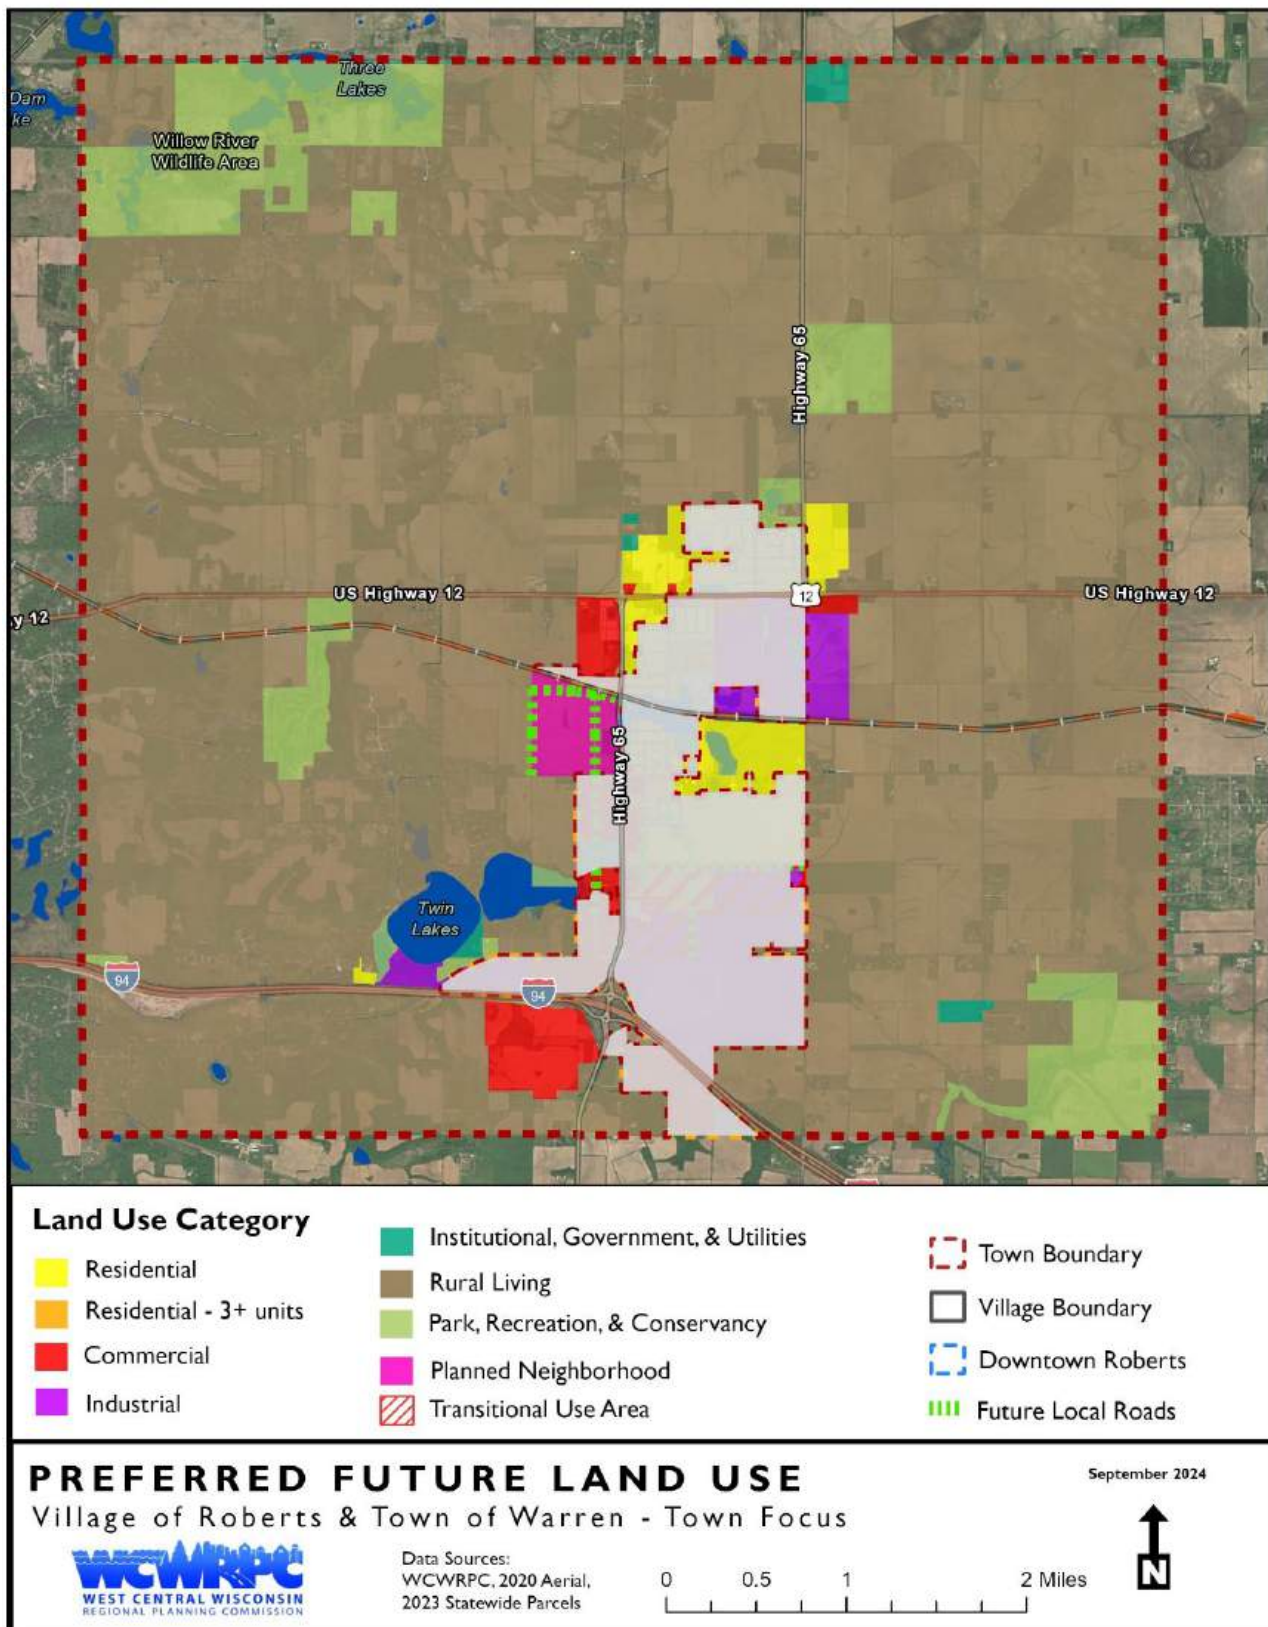 Three
Lakes
Dam
ke
Willow River
Wildlife Area
Highway 65
US Highway 12
12
US Highway 12
y 12
Highway 65
Twin
Lakes
94
94
Land Use Category
Residential
Residential - 3+ units
Commercial
Industrial
Institutional, Government, & Utilities
Rural Living
Park, Recreation, & Conservancy
Planned Neighborhood
Transitional Use Area
Town Boundary
Village Boundary
Downtown Roberts
Future Local Roads
PREFERRED FUTURE LAND USE
Village of Roberts & Town of Warren - Town Focus
September 2024
WCWRPC
WEST CENTRAL WISCONSIN
REGIONAL PLANNING COMMISSION
Data Sources:
WCWRPC, 2020 Aerial,
2023 Statewide Parcels
0 0.5 1 2 Miles
N